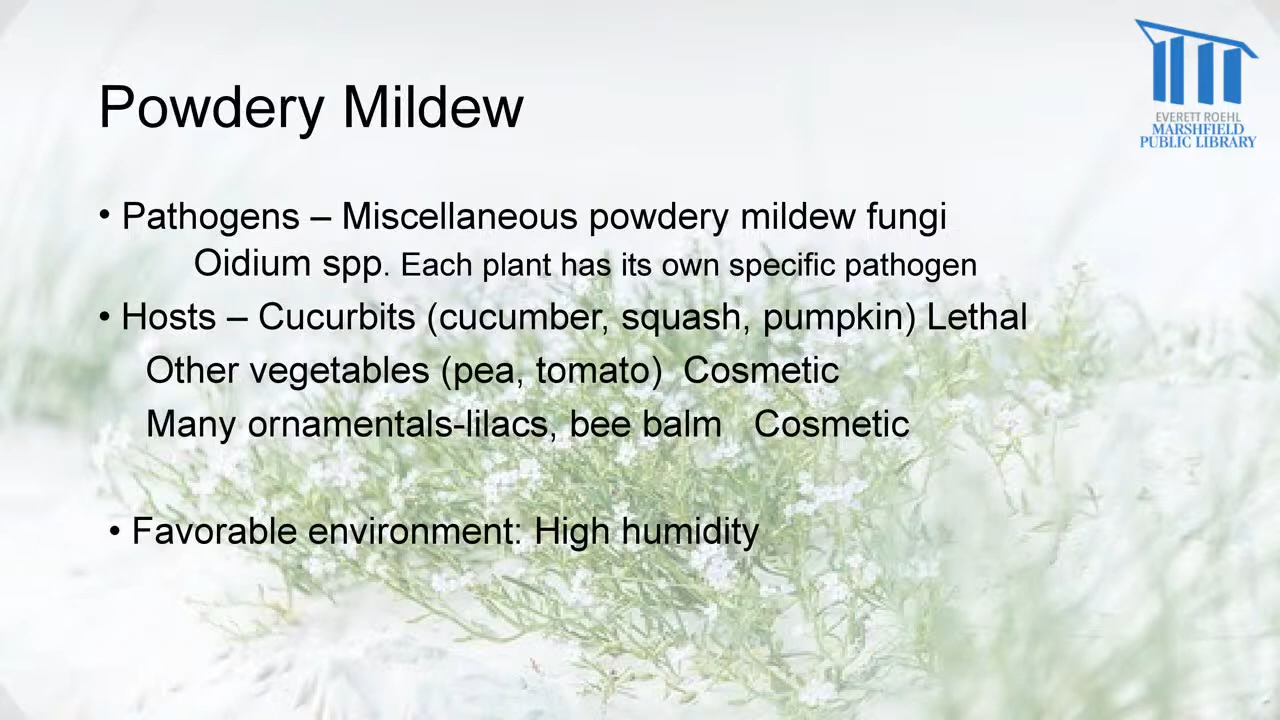 EVERETT ROEHL
MARSHFIELD
PUBLIC LIBRARY
Powdery Mildew
• Pathogens – Miscellaneous powdery mildew fungi
Oidium spp. Each plant has its own specific pathogen
• Hosts – Cucurbits (cucumber, squash, pumpkin) Lethal
Other vegetables (pea, tomato) Cosmetic
Many ornamentals-lilacs, bee balm Cosmetic
• Favorable environment: High humidity